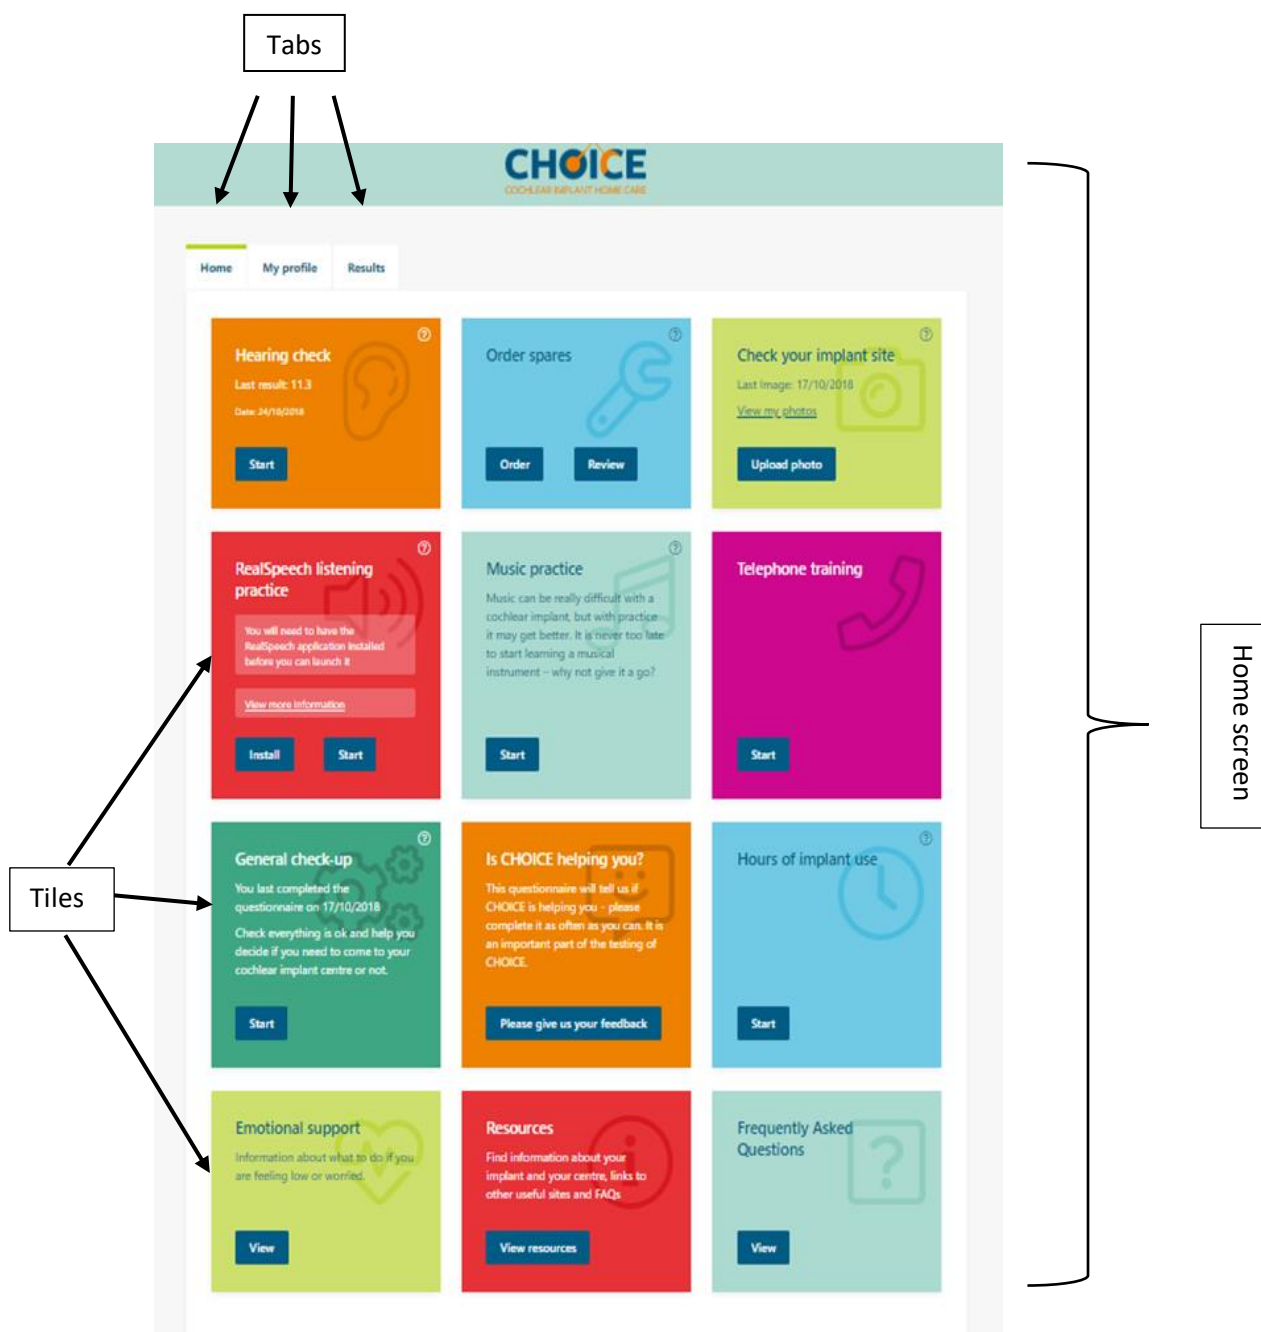 Tabs
CHOICE
COCHLEAR IMPLANT HOME CARE
Home
My profile
Results
Hearing check
Last result: 11.3
Date: 24/10/2018
Start
Order spares
Order
Review
Check your implant site
Last Image: 17/10/2018
View my photos
Upload photo
RealSpeech listening
practice
You will need to have the
RealSpeech application installed
before you can launch it
View more information
Install
Start
Music practice
Music can be really difficult with a
cochlear implant, but with practice
it may get better. It is never too late
to start learning a musical
instrument – why not give it a go?
Start
Telephone training
Start
Home screen
Tiles
General check-up
You last completed the
questionnaire on 17/10/2018
Check everything is ok and help you
decide if you need to come to your
cochlear implant centre or not.
Start
Is CHOICE helping you?
This questionnaire will tell us if
CHOICE is helping you – please
complete it as often as you can. It is
an important part of the testing of
CHOICE.
Please give us your feedback
Hours of implant use
Start
Emotional support
Information about what to do if you
are feeling low or worried.
View
Resources
Find information about your
implant and your centre, links to
other useful sites and FAQs
View resources
Frequently Asked
Questions
View